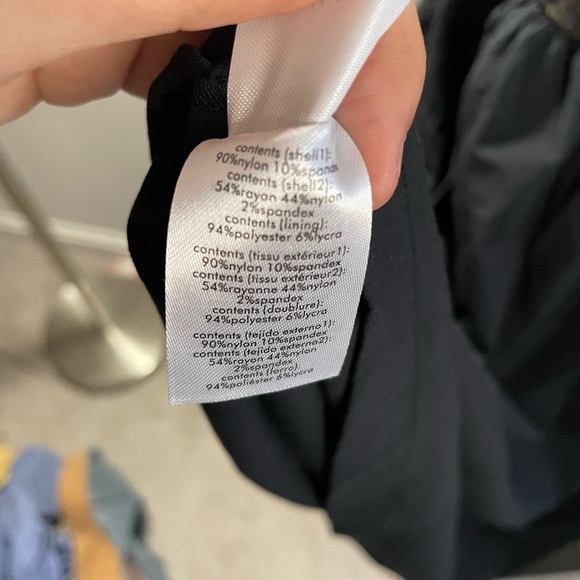 contents (shell1):
90%nylon 10%spandex
contents (shell2):
54%rayon 44%nylon
2%spandex
contents (lining):
94%polyester 6%lycra
contents (tissu extérieur1):
90%nylon 10%spandex
contents (tissu extérieur2):
54%rayonne 44%nylon
2%spandex
contents (doublure):
94%polyester 6%lycra
contents (tejido externo1):
90%nylon 10%spandex
contents (tejido externo2):
54%rayon 44%nylon
2%spandex
contents (forro):
94%poliéster 6%lycra